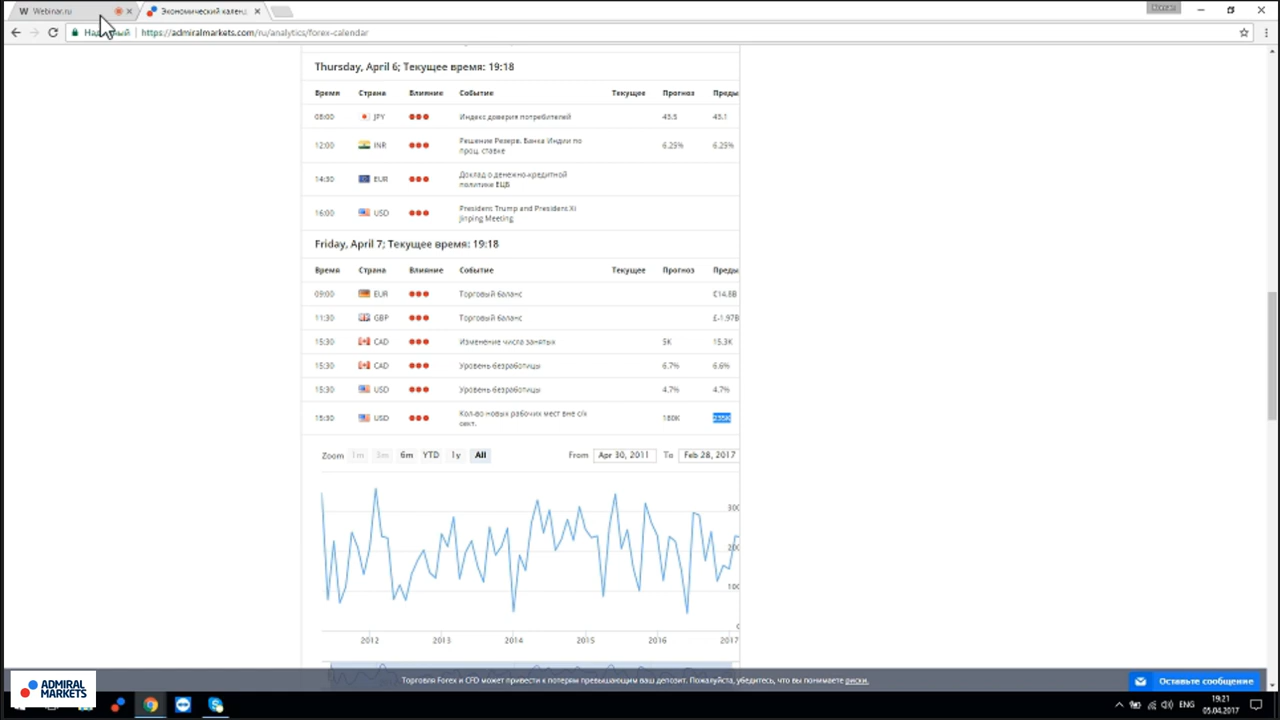 Webinar.ru
Экономический календ
https://admiralmarkets.com/ru/analytics/forex-calendar
Thursday, April 6; Текущее время: 19:18
Время Страна Влияние Событие Текущее Прогноз Преды
08:00 JPY Индекс доверия потребителей 43.5 43.1
12:00 INR Решение Резерв. Банка Индии по
проц. ставке 6.25% 6.25%
14:30 EUR Доклад о денежно-кредитной
политике ЕЦБ
16:00 USD President Trump and President Xi
Jinping Meeting
Friday, April 7; Текущее время: 19:18
Время Страна Влияние Событие Текущее Прогноз Преды
09:00 EUR Торговый баланс €14.8B
11:30 GBP Торговый баланс £-1.97B
15:30 CAD Изменение числа занятых 5K 15.3K
15:30 CAD Уровень безработицы 6.7% 6.6%
15:30 USD Уровень безработицы 4.7% 4.7%
15:30 USD Кол-во новых рабочих мест вне с/х
сект. 180K 235K
Zoom 1m 3m 6m YTD 1y All From Apr 30, 2011 To Feb 28, 2017
300
200
100
0
2012 2013 2014 2015 2016 2017
ADMIRAL
MARKETS
Торговля Forex и CFD может привести к потерям превышающим ваш депозит. Пожалуйста, убедитесь, что вы понимаете риски.
Оставьте сообщение
ENG
19:21
05.04.2017